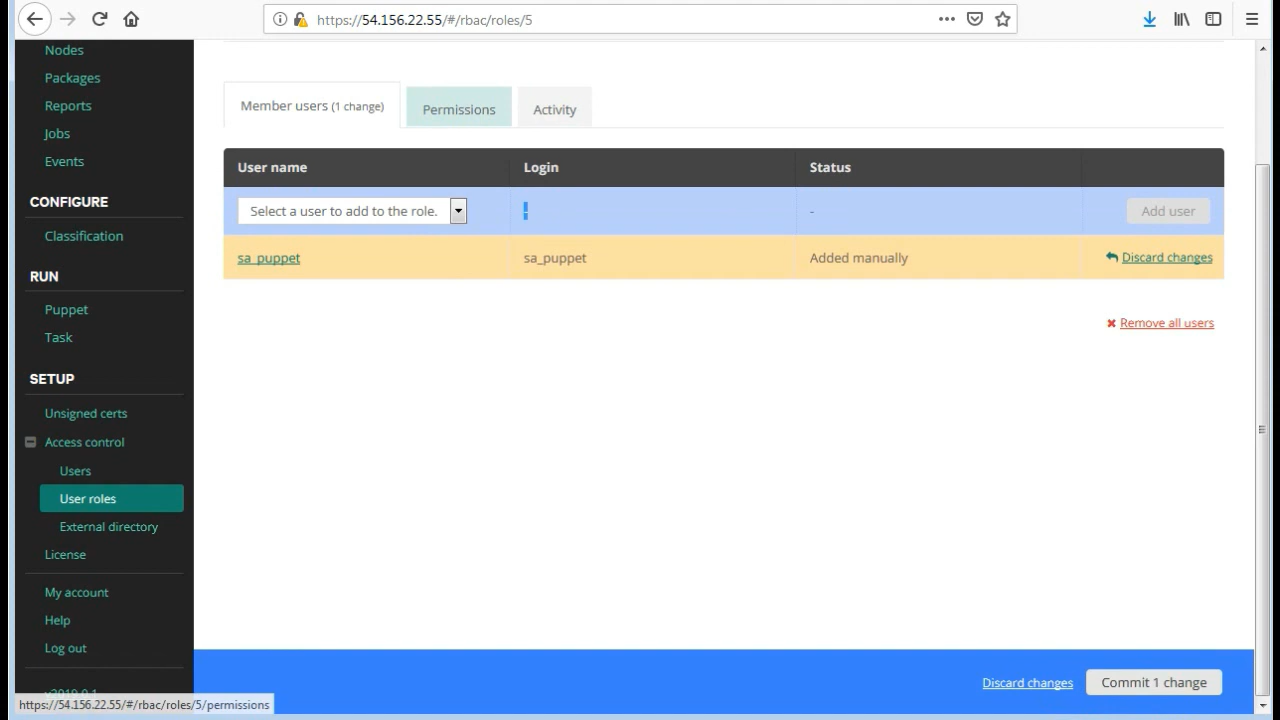 https://54.156.22.55/#/rbac/roles/5
Nodes
Packages
Reports
Jobs
Events
CONFIGURE
Classification
RUN
Puppet
Task
SETUP
Unsigned certs
Access control
Users
User roles
External directory
License
My account
Help
Log out
v2019.0.1
Member users (1 change) Permissions Activity
User name Login Status
Select a user to add to the role. - - Add user
sa_puppet sa_puppet Added manually Discard changes
Remove all users
Discard changes Commit 1 change
https://54.156.22.55/#/rbac/roles/5/permissions